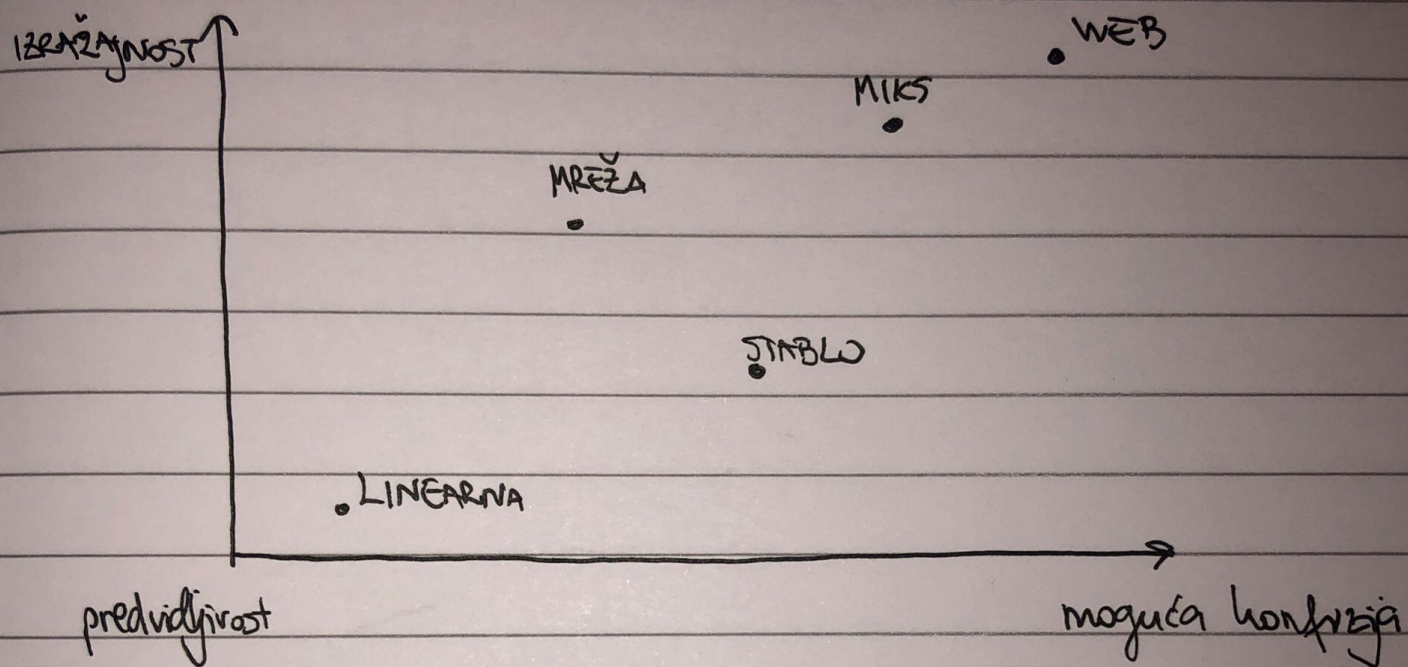 IZRAŽAJNOST
WEB
MIKS
MREŽA
STABLO
LINEARNA
predvidljivost
moguća konfuzija